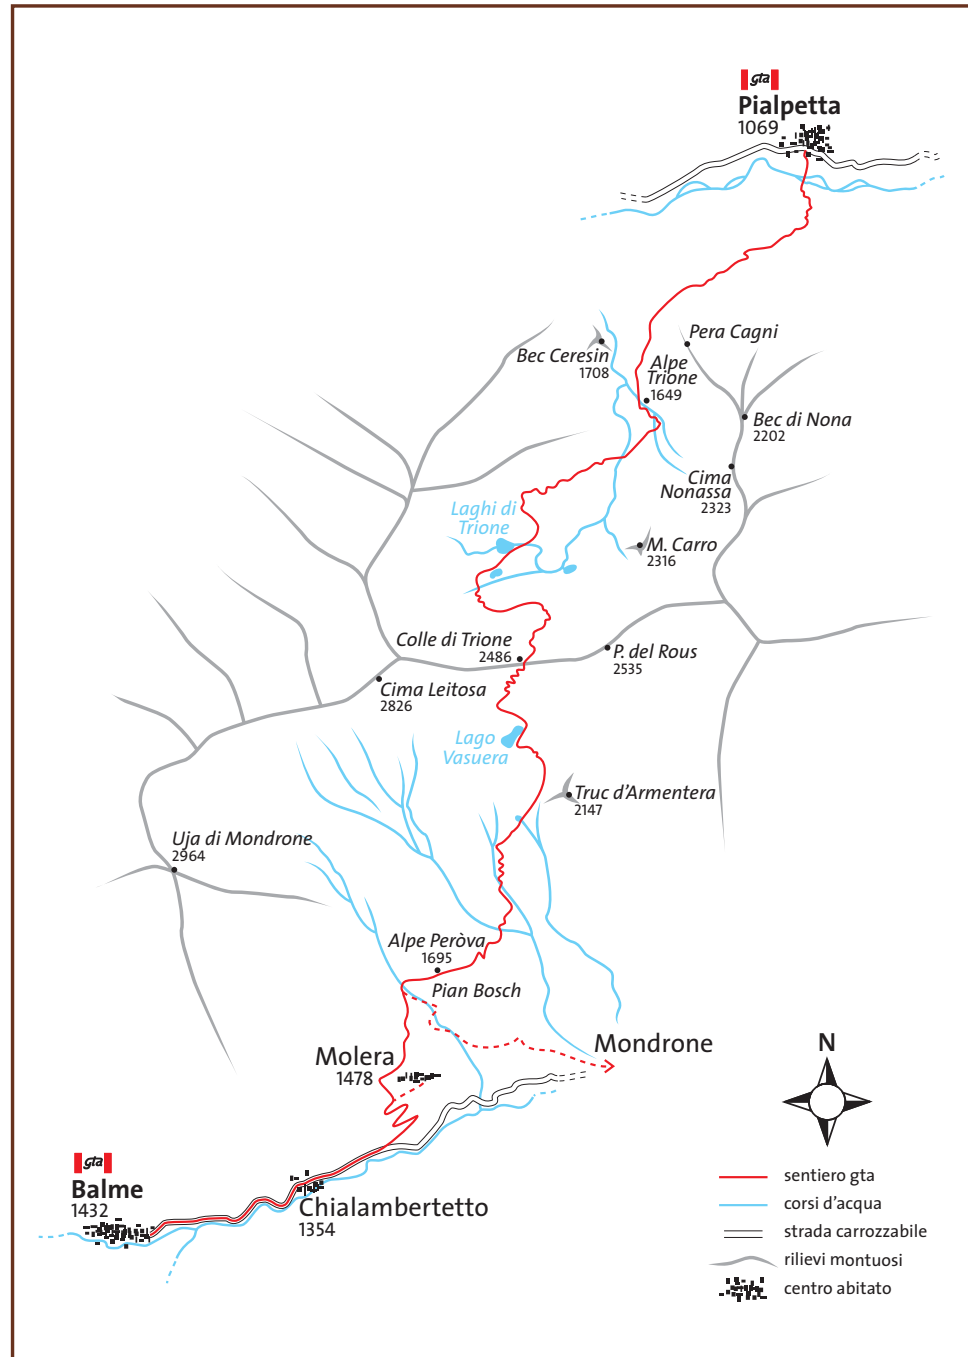 gta
Pialpetta
1069
Bec Ceresin
1708
Pera Cagni
Alpe
Trione
1649
Bec di Nona
2202
Cima
Nonassa
2323
Laghi di
Trione
M. Carro
2316
Colle di Trione
2486
P. del Rous
2535
Cima Leitosa
2826
Lago
Vasuera
Truc d'Armentera
2147
Uja di Mondrone
2964
Alpe Peròva
1695
Pian Bosch
Mondrone
Molera
1478
N
gta
Balme
1432
Chialambertetto
1354
sentiero gta
corsi d'acqua
strada carrozzabile
rilievi montuosi
centro abitato